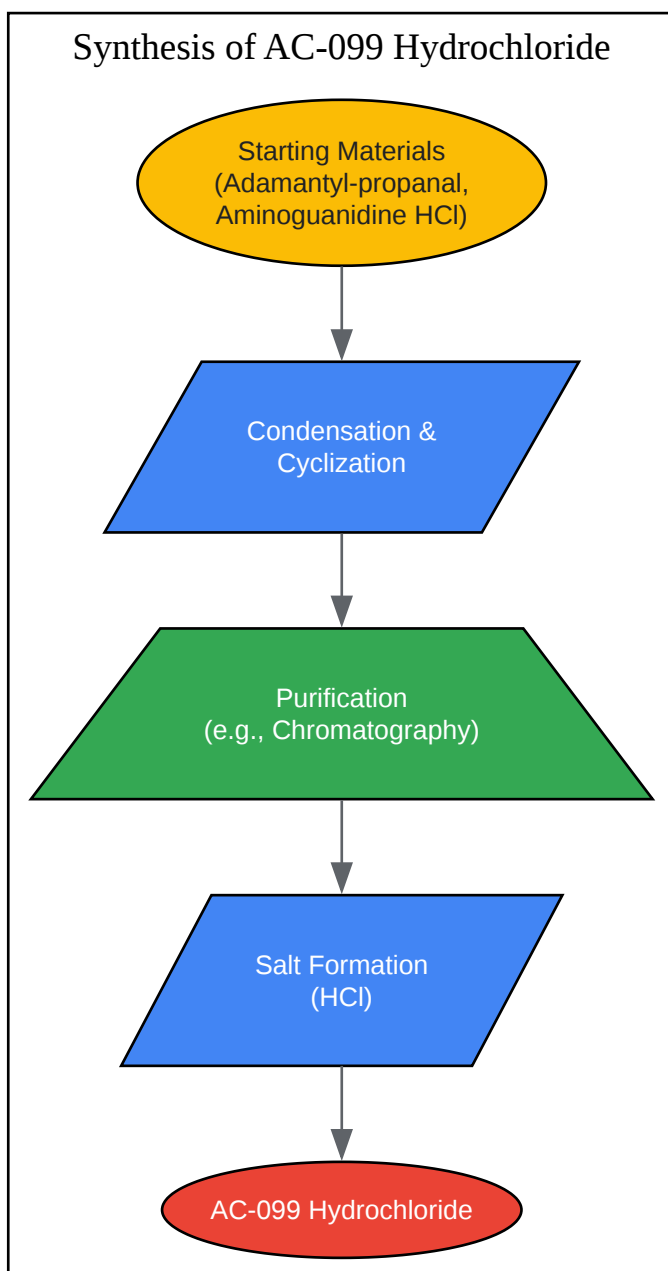 Synthesis of AC-099 Hydrochloride
Starting Materials
(Adamantyl-propanal,
Aminoguanidine HCl)
Condensation &
Cyclization
Purification
(e.g., Chromatography)
Salt Formation
(HCl)
AC-099 Hydrochloride